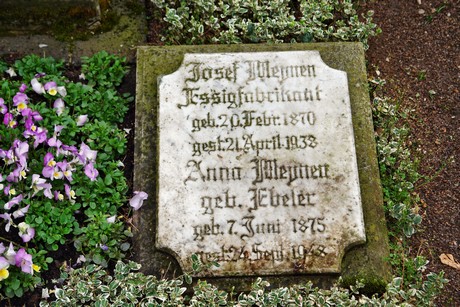 Josef Meynen
Essigfabrikant
geb. 20. Febr. 1870
gest. 21. April 1938
Anna Meynen
geb. Ebeler
geb. 7. Juni 1875
gest. 24. Sept.